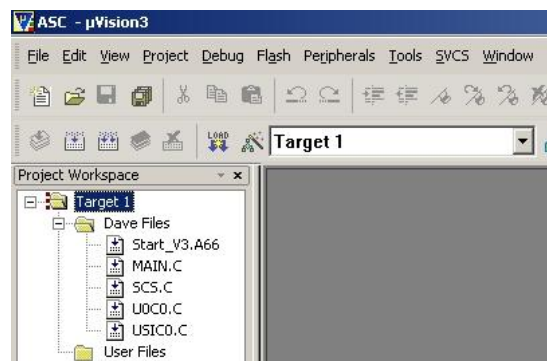 ASC - µVision3
File Edit View Project Debug Flash Peripherals Tools SVCS Window
LOAD Target 1
Project Workspace
Target 1
Dave Files
Start_V3.A66
MAIN.C
SCS.C
U0C0.C
USIC0.C
User Files